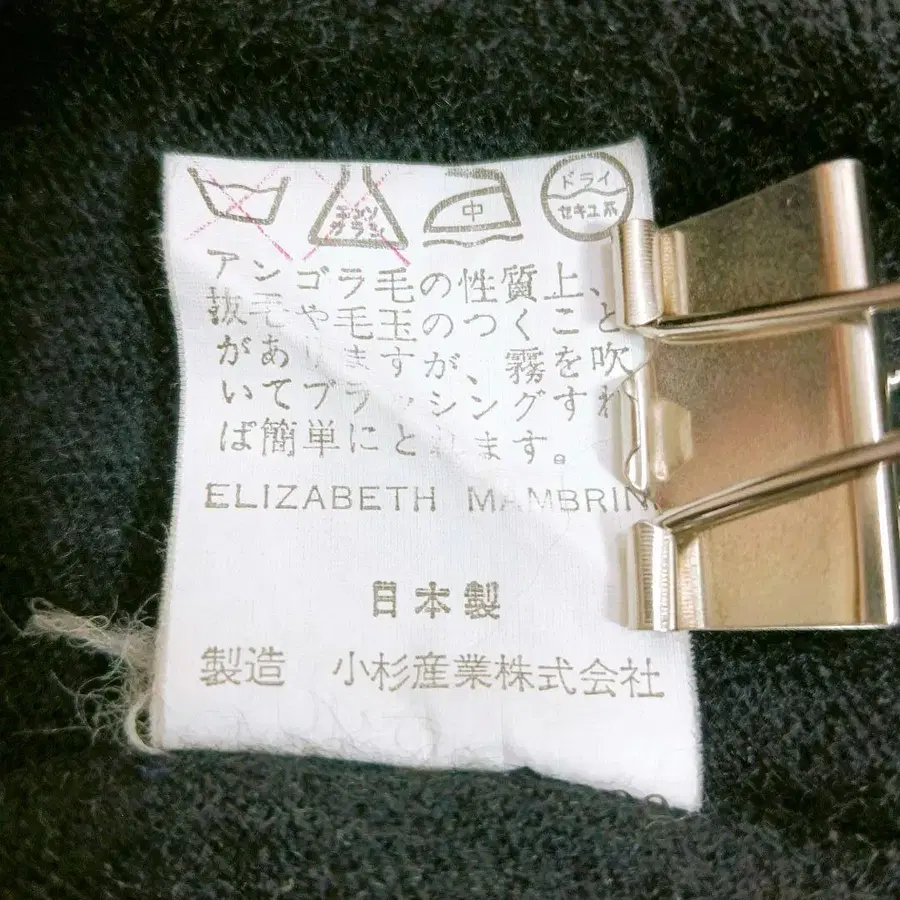 エンソ
サラシ
中
ドライ
セキユ系
アンゴラ毛の性質上、
抜毛や毛玉のつくこと
がありますが、霧を吹
いてブラッシングすれ
ば簡単にとれます。
ELIZABETH
日本製
製造 小杉産業株式会社